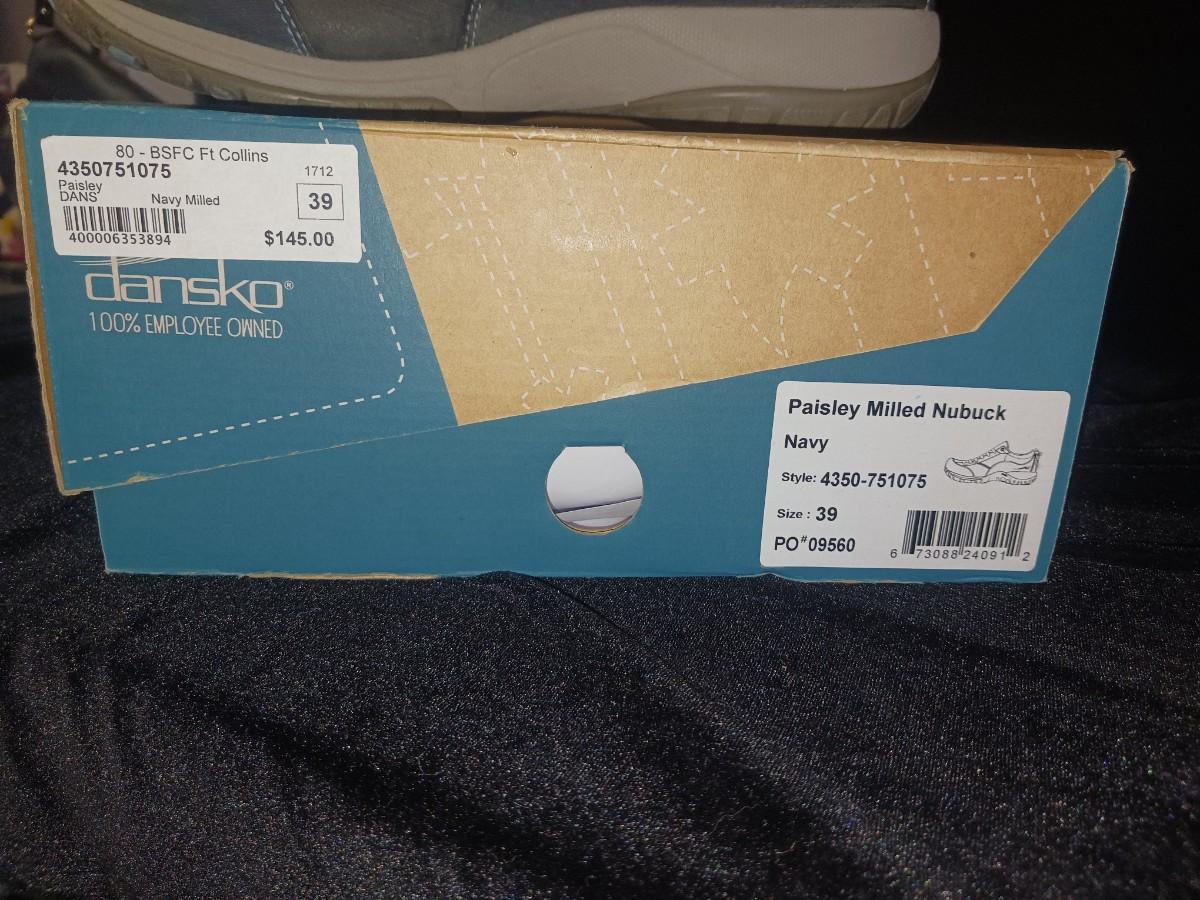 80 - BSFC Ft Collins
4350751075 1712
Paisley
DANS Navy Milled 39
400006353894 $145.00
dansko®
100% EMPLOYEE OWNED
Paisley Milled Nubuck
Navy
Style: 4350-751075
Size : 39
PO#09560
6 73088 24091 2